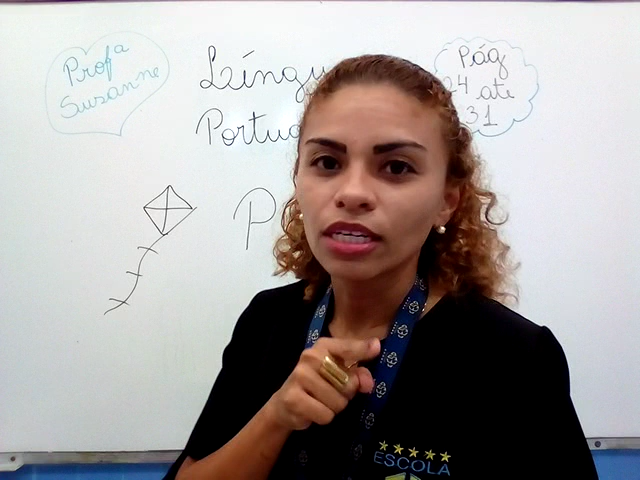 Profª
Susanne
Língu
Portug
Pág
24 até
31
P
ESCOLA